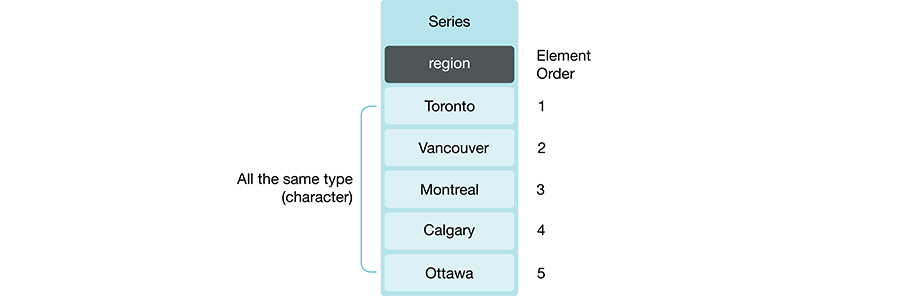 Series
region
Element
Order
Toronto 1
Vancouver 2
All the same type
(character)
Montreal 3
Calgary 4
Ottawa 5